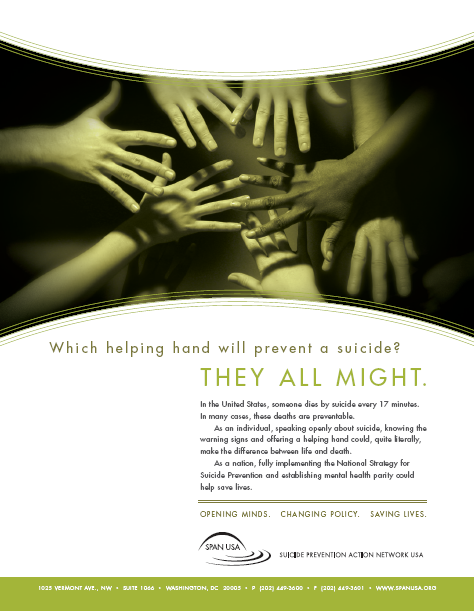 Which helping hand will prevent a suicide?
THEY ALL MIGHT.
In the United States, someone dies by suicide every 17 minutes.
In many cases, these deaths are preventable.
As an individual, speaking openly about suicide, knowing the
warning signs and offering a helping hand could, quite literally,
make the difference between life and death.
As a nation, fully implementing the National Strategy for
Suicide Prevention and establishing mental health parity could
help save lives.
OPENING MINDS. CHANGING POLICY. SAVING LIVES.
SPAN USA
SUICIDE PREVENTION ACTION NETWORK USA
1025 VERMONT AVE., NW • SUITE 1066 • WASHINGTON, DC 20005 • P (202) 449-3600 • F (202) 449-3601 • WWW.SPANUSA.ORG